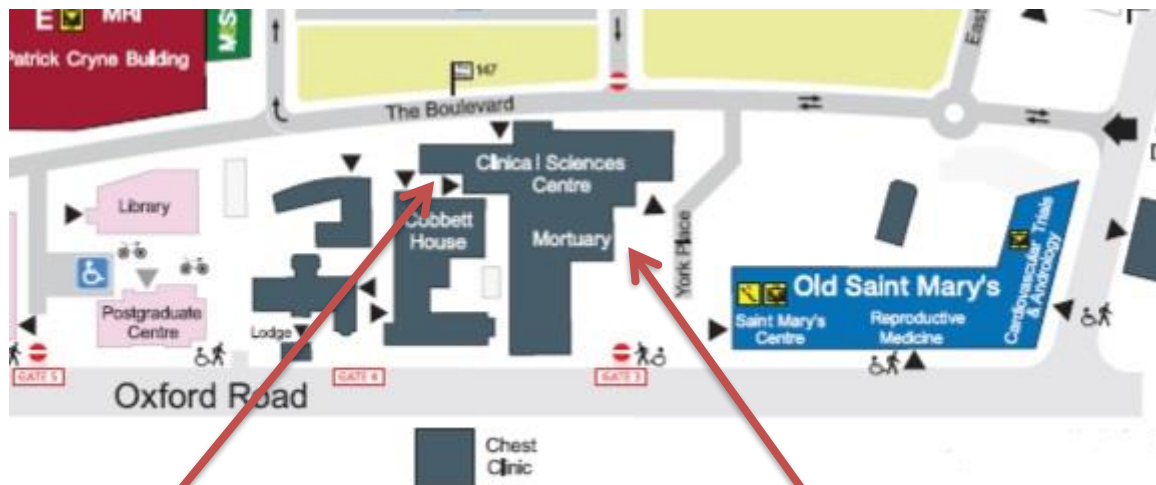 E MRI
Patrick Cryne Building
M&S
147
The Boulevard
East
Clinical Sciences
Centre
Library
Cobbett
House
Mortuary
York Place
Old Saint Mary's
Saint Mary's
Centre
Reproductive
Medicine
Cardiovascular Trials
& Andrology
Postgraduate
Centre
Lodge
GATE 5
GATE 4
GATE 3
Oxford Road
Chest
Clinic